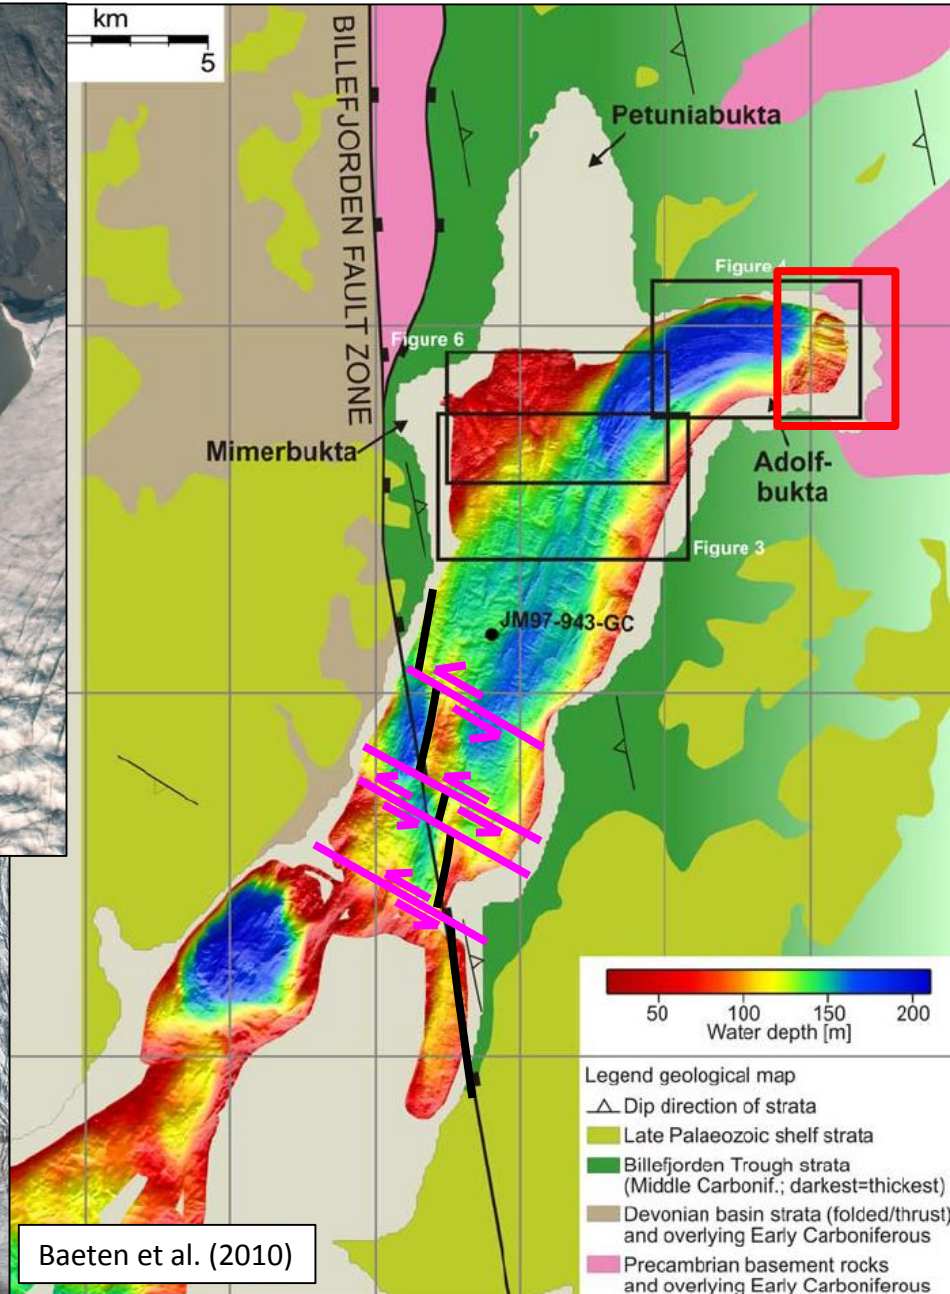 km
5
BILLEFJORDEN FAULT ZONE
Petuniabukta
Figure 4
Figure 6
Mimerbukta
Adolf-
bukta
Figure 3
JM97-943-GC
50 100 150 200
Water depth [m]
Legend geological map
Dip direction of strata
Late Palaeozoic shelf strata
Billefjorden Trough strata
(Middle Carbonif.; darkest=thickest)
Devonian basin strata (folded/thrust)
and overlying Early Carboniferous
Precambrian basement rocks
and overlying Early Carboniferous
Baeten et al. (2010)